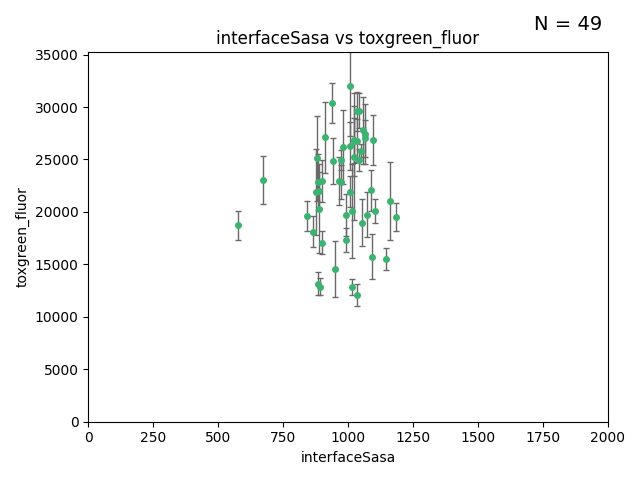 N = 49
interfaceSasa vs toxgreen_fluor
35000
30000
25000
20000
15000
10000
5000
0
toxgreen_fluor
0 250 500 750 1000 1250 1500 1750 2000
interfaceSasa